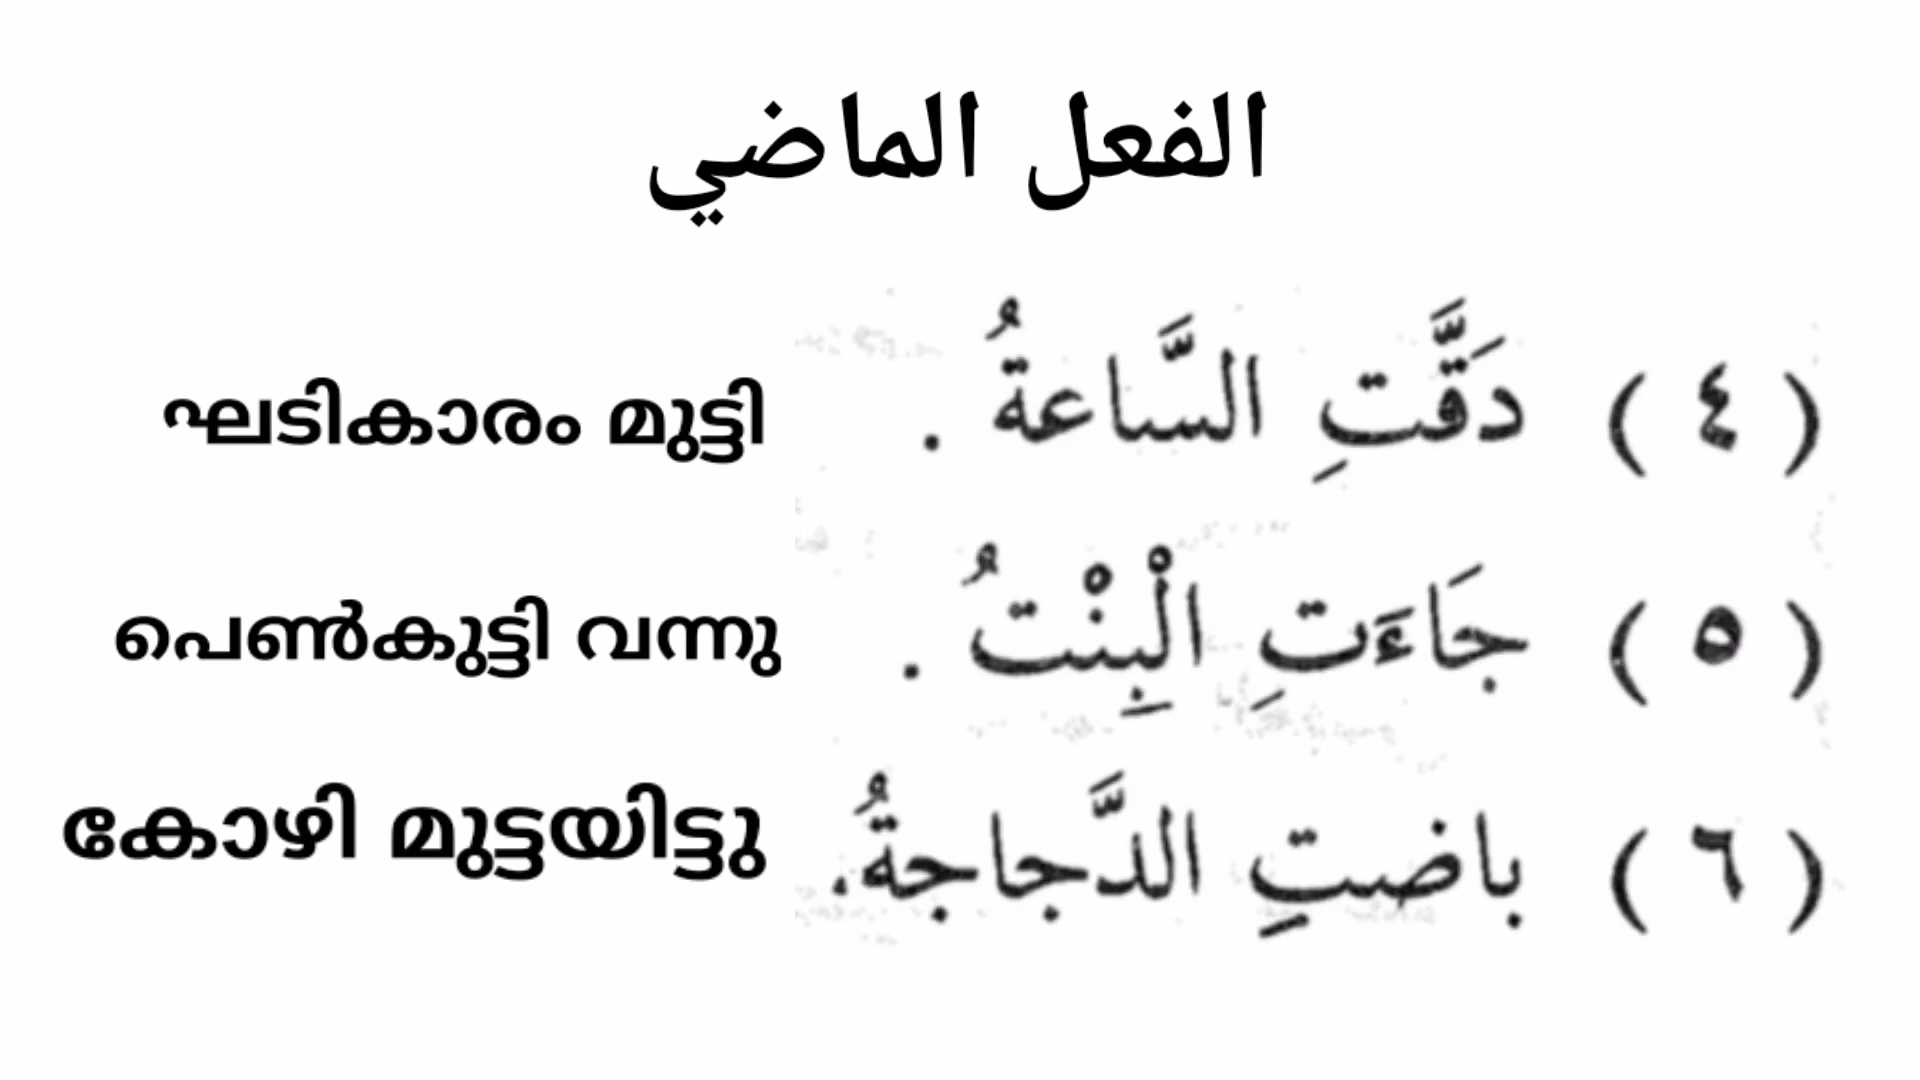 الفعل الماضي
( ٤ ) دَقَّتِ السَّاعةُ .
ഘടികാരം മുട്ടി
( ٥ ) جَاءَتِ الْبِنْتُ .
പെൺകുട്ടി വന്നു
( ٦ ) باضتِ الدَّجاجةُ.
കോഴി മുട്ടയിട്ടു